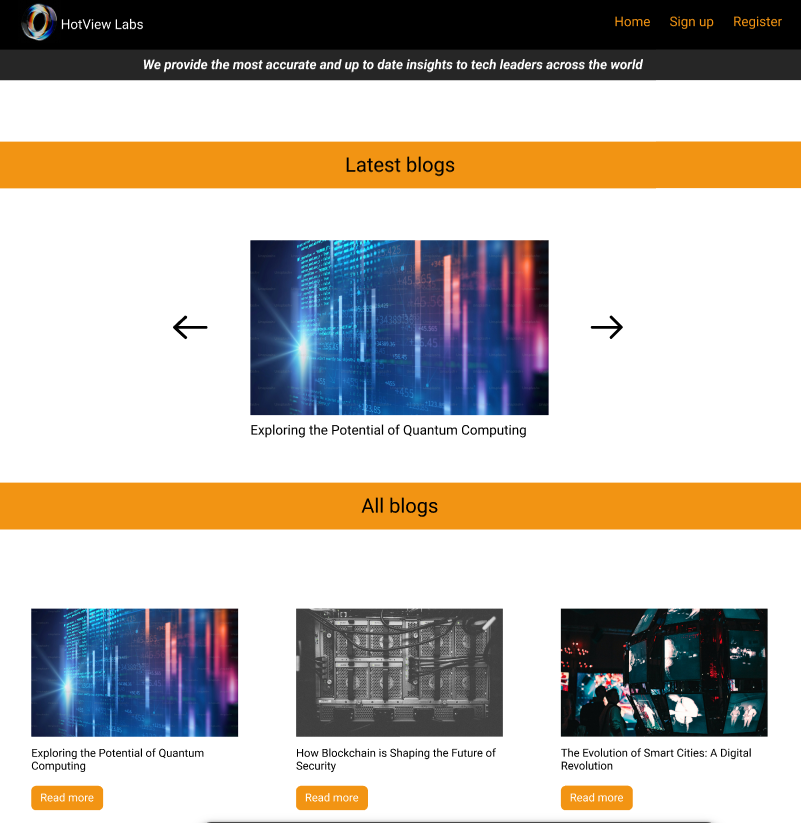 HotView Labs
Home
Sign up
Register
We provide the most accurate and up to date insights to tech leaders across the world
Latest blogs
Exploring the Potential of Quantum Computing
All blogs
Exploring the Potential of Quantum
Computing
How Blockchain is Shaping the Future of
Security
The Evolution of Smart Cities: A Digital
Revolution
Read more
Read more
Read more